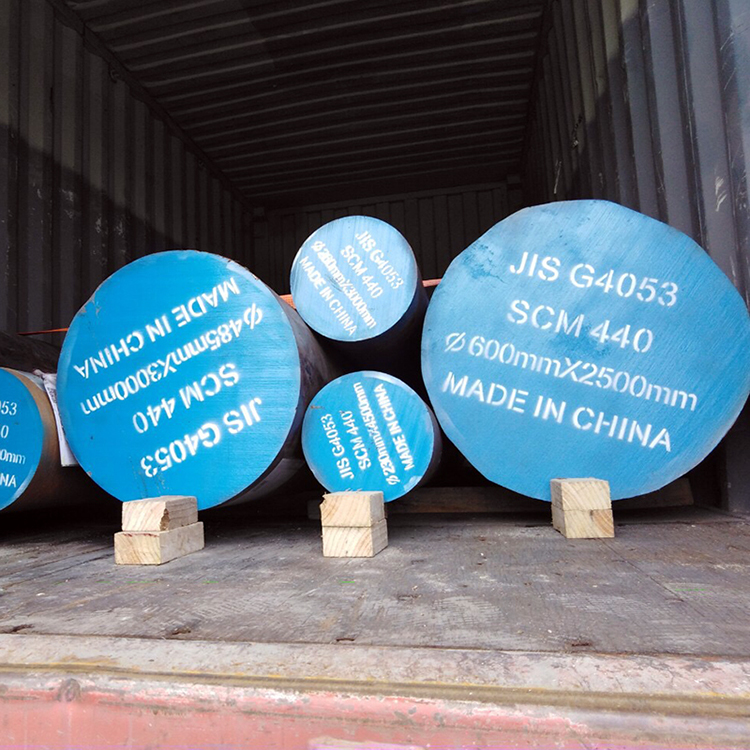 JIS G4053
SCM 440
Ø485mmX3000mm
MADE IN CHINA
JIS G4053
SCM 440
Ø280mmX3000mm
MADE IN CHINA
JIS G4053
SCM 440
Ø230mmX4500mm
MADE IN CHINA
JIS G4053
SCM 440
Ø600mmX2500mm
MADE IN CHINA